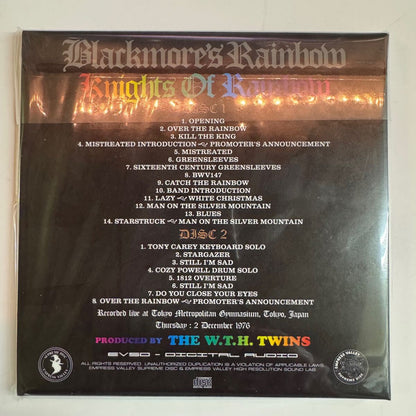 Blackmore's Rainbow
Knights Of Rainbow
DISC 1
1. OPENING
2. OVER THE RAINBOW
3. KILL THE KING
4. MISTREATED INTRODUCTION ~ PROMOTER'S ANNOUNCEMENT
5. MISTREATED
6. GREENSLEEVES
7. SIXTEENTH CENTURY GREENSLEEVES
8. BWV147
9. CATCH THE RAINBOW
10. BAND INTRODUCTION
11. LAZY ~ WHITE CHRISTMAS
12. MAN ON THE SILVER MOUNTAIN
13. BLUES
14. STARSTRUCK ~ MAN ON THE SILVER MOUNTAIN
DISC 2
1. TONY CAREY KEYBOARD SOLO
2. STARGAZER
3. STILL I'M SAD
4. COZY POWELL DRUM SOLO
5. 1812 OVERTURE
6. STILL I'M SAD
7. DO YOU CLOSE YOUR EYES
8. OVER THE RAINBOW ~ PROMOTER'S ANNOUNCEMENT
Recorded live at Tokyo Metropolitan Gymnasium, Tokyo, Japan
Thursday : 2 December 1976
PRODUCED BY THE W.T.H. TWINS
EVSD - DIGITAL AUDIO
ALL RIGHTS RESERVED. UNAUTHORIZED DUPLICATION IS A VIOLATION OF APPLICABLE LAWS.
EMPRESS VALLEY SUPREME DISC & EMPRESS VALLEY HIGH RESOLUTION SOUND LAB.
EMPRESS VALLEY
SUPREME DISC